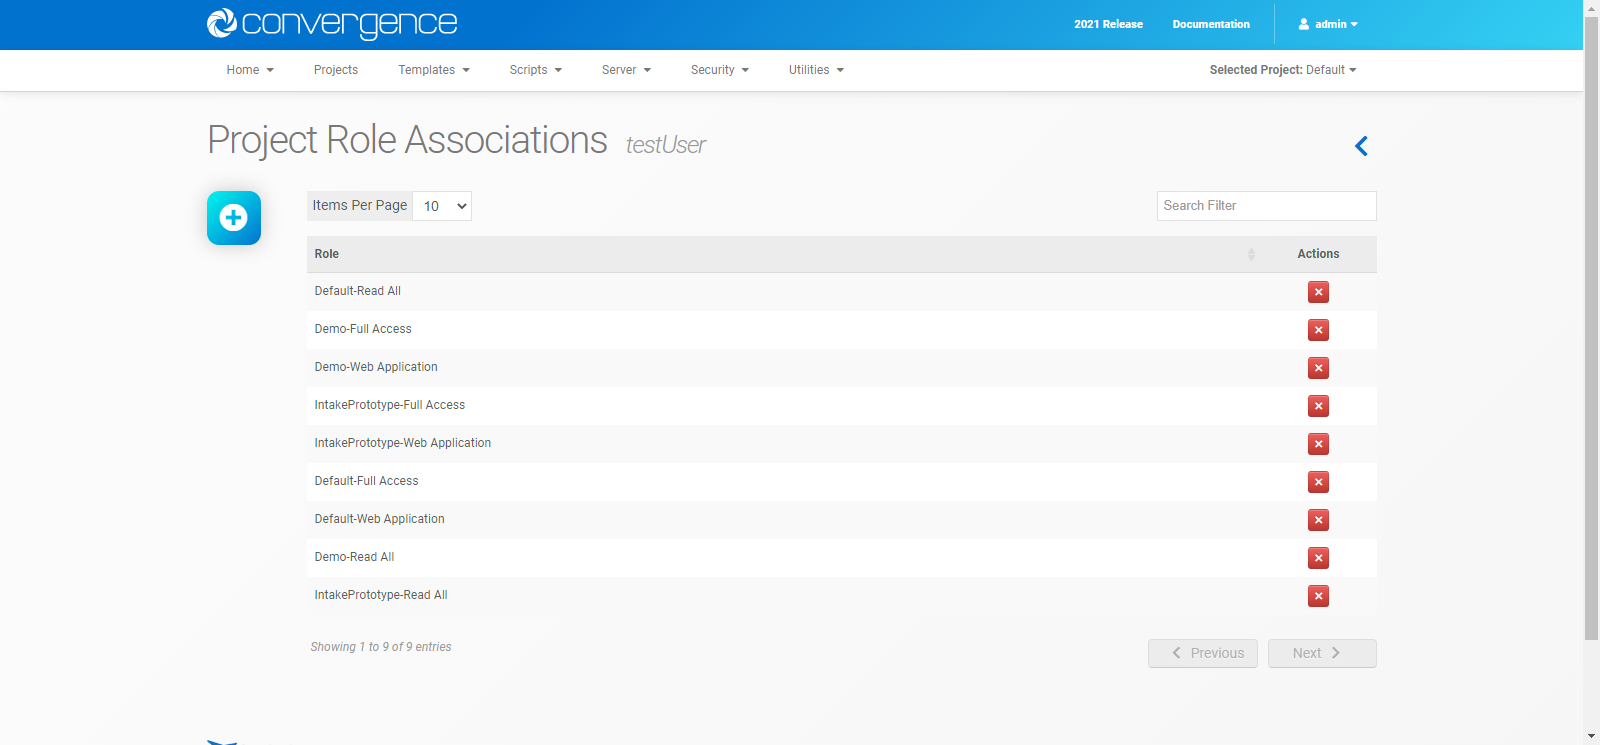 convergence
2021 Release Documentation admin
Home Projects Templates Scripts Server Security Utilities Selected Project: Default
Project Role Associations testUser
Items Per Page 10 Search Filter
Role Actions
Default-Read All
Demo-Full Access
Demo-Web Application
IntakePrototype-Full Access
IntakePrototype-Web Application
Default-Full Access
Default-Web Application
Demo-Read All
IntakePrototype-Read All
Showing 1 to 9 of 9 entries Previous Next